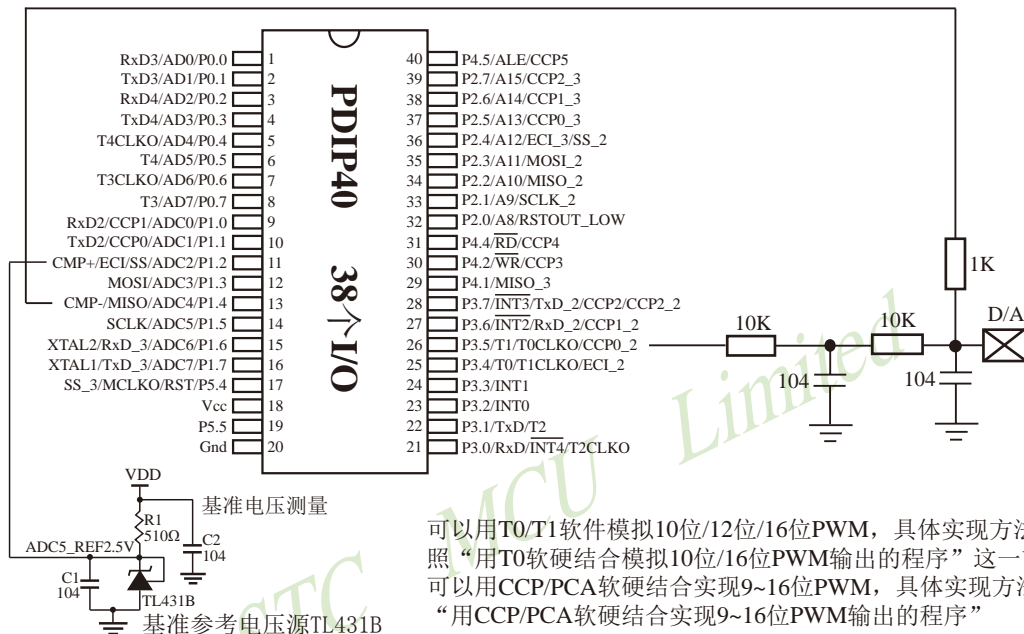 PDIP40 38个I/O
RxD3/AD0/P0.0 1
TxD3/AD1/P0.1 2
RxD4/AD2/P0.2 3
TxD4/AD3/P0.3 4
T4CLKO/AD4/P0.4 5
T4/AD5/P0.5 6
T3CLKO/AD6/P0.6 7
T3/AD7/P0.7 8
RxD2/CCP1/ADC0/P1.0 9
TxD2/CCP0/ADC1/P1.1 10
CMP+/ECI/SS/ADC2/P1.2 11
MOSI/ADC3/P1.3 12
CMP-/MISO/ADC4/P1.4 13
SCLK/ADC5/P1.5 14
XTAL2/RxD_3/ADC6/P1.6 15
XTAL1/TxD_3/ADC7/P1.7 16
SS_3/MCLKO/RST/P5.4 17
Vcc 18
P5.5 19
Gnd 20
40 P4.5/ALE/CCP5
39 P2.7/A15/CCP2_3
38 P2.6/A14/CCP1_3
37 P2.5/A13/CCP0_3
36 P2.4/A12/ECI_3/SS_2
35 P2.3/A11/MOSI_2
34 P2.2/A10/MISO_2
33 P2.1/A9/SCLK_2
32 P2.0/A8/RSTOUT_LOW
31 P4.4/RD/CCP4
30 P4.2/WR/CCP3
29 P4.1/MISO_3
28 P3.7/INT3/TxD_2/CCP2/CCP2_2
27 P3.6/INT2/RxD_2/CCP1_2
26 P3.5/T1/T0CLKO/CCP0_2
25 P3.4/T0/T1CLKO/ECI_2
24 P3.3/INT1
23 P3.2/INT0
22 P3.1/TxD/T2
21 P3.0/RxD/INT4/T2CLKO
1K
D/A
10K
10K
104
104
VDD
基准电压测量
R1
510Ω
C2
104
ADC5_REF2.5V
C1
104
TL431B
基准参考电压源TL431B
可以用T0/T1软件模拟10位/12位/16位PWM，具体实现方法
照“用T0软硬结合模拟10位/16位PWM输出的程序”这一
可以用CCP/PCA软硬结合实现9~16位PWM，具体实现方法
“用CCP/PCA软硬结合实现9~16位PWM输出的程序”
STC MCU Limited